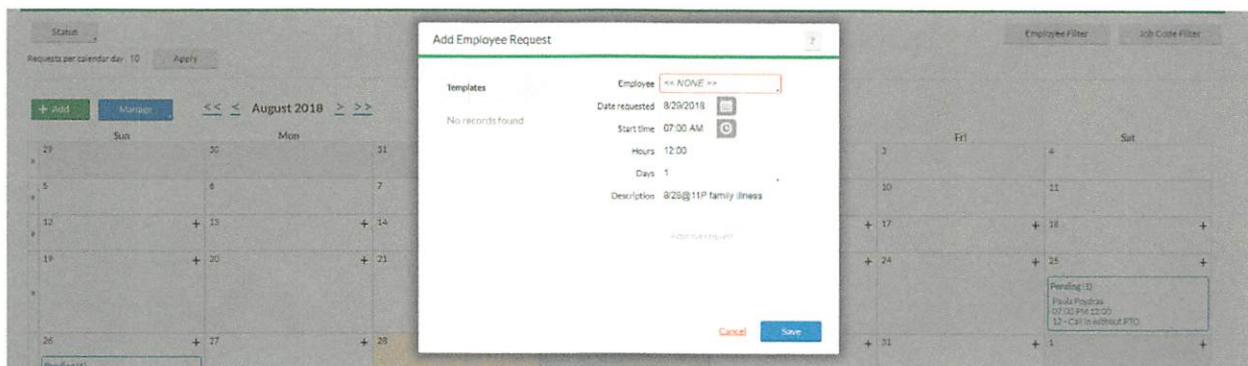 Status
Requests per calendar day 10 Apply
Employee Filter Job Code Filter
Add Employee Request ?
Templates
No records found
Employee << NONE >>
Date requested 8/29/2018
Start time 07:00 AM
Hours 12:00
Days 1
Description 8/28@11P family illness
Approve request
Cancel Save
+ Add Manage << < August 2018 > >>
Sun Mon Fri Sat
29 30 31 3 4
5 6 7 10 11
12 + 13 + 14 + 17 + 18 +
19 + 20 + 21 + 24 + 25 +
Pending (1)
Paula Poydras
07:00 PM 12:00
12 - Call in without PTO
26 + 27 + 28 + 31 + 1 +
Pending (1)